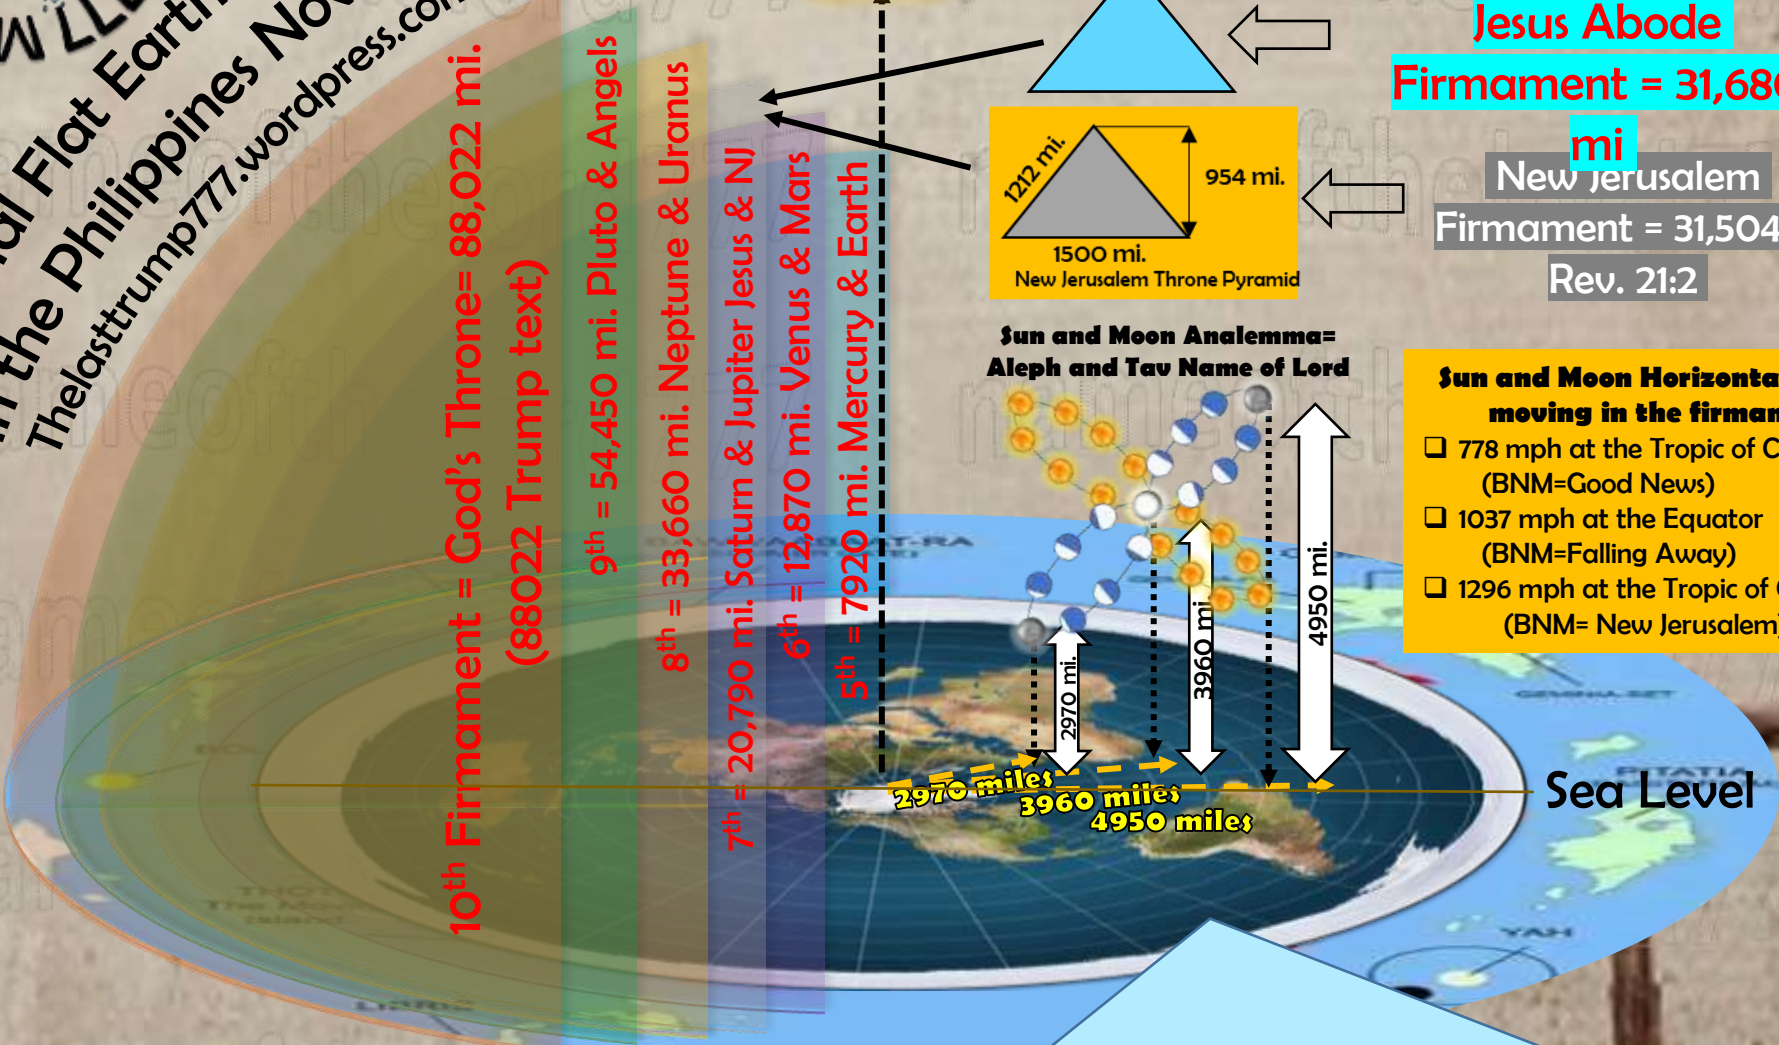 al Flat Earth
in the Philippines Nov
Thelasttrump777.wordpress.com
10th Firmament = God's Throne= 88,022 mi.
(88022 Trump text)
9th = 54,450 mi. Pluto & Angels
8th = 33,660 mi. Neptune & Uranus
7th = 20,790 mi. Saturn & Jupiter Jesus & NJ
6th = 12,870 mi. Venus & Mars
5th = 7920 mi. Mercury & Earth
Jesus Abode
Firmament = 31,680
mi
1212 mi.
954 mi.
1500 mi.
New Jerusalem Throne Pyramid
New Jerusalem
Firmament = 31,504
Rev. 21:2
Sun and Moon Analemma=
Aleph and Tav Name of Lord
Sun and Moon Horizonta
moving in the firmam
❑ 778 mph at the Tropic of C
(BNM=Good News)
❑ 1037 mph at the Equator
(BNM=Falling Away)
❑ 1296 mph at the Tropic of C
(BNM= New Jerusalem)
2970 mi.
3960 mi.
4950 mi.
2970 miles
3960 miles
4950 miles
Sea Level
YAH